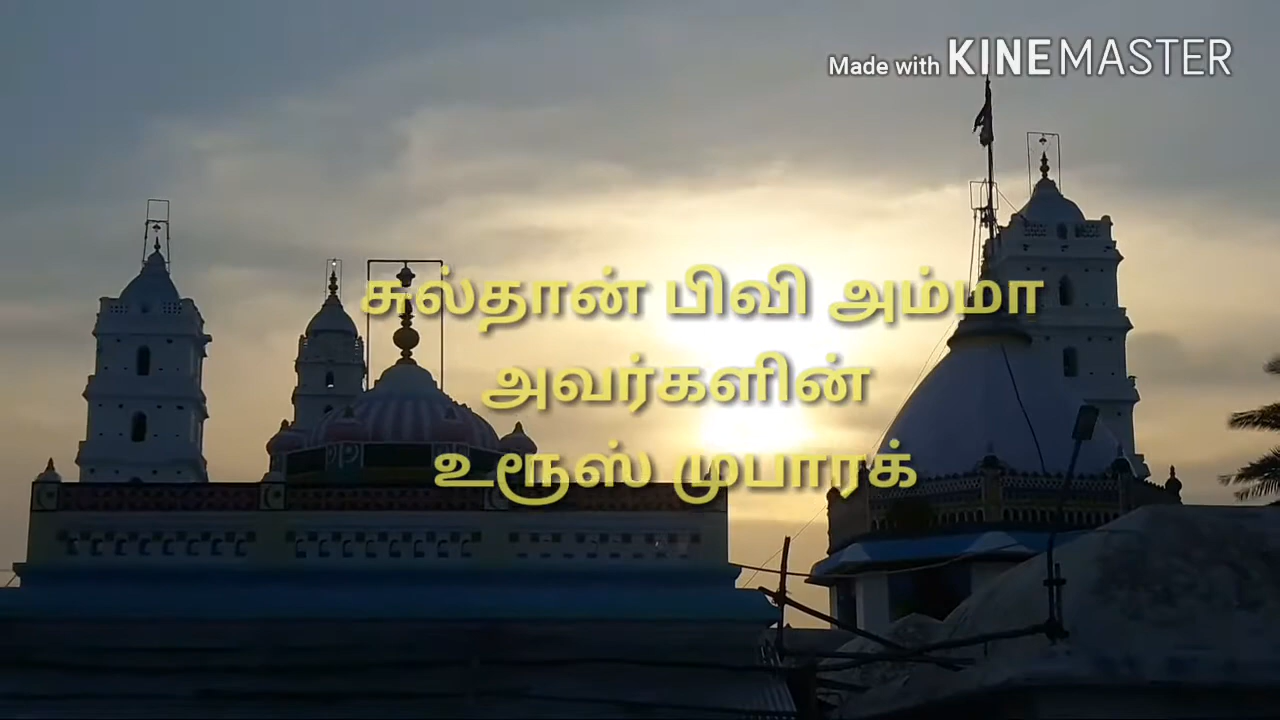 Made with KINEMASTER
சுல்தான் பிவி அம்மா
அவர்களின்
உரூஸ் முபாரக்